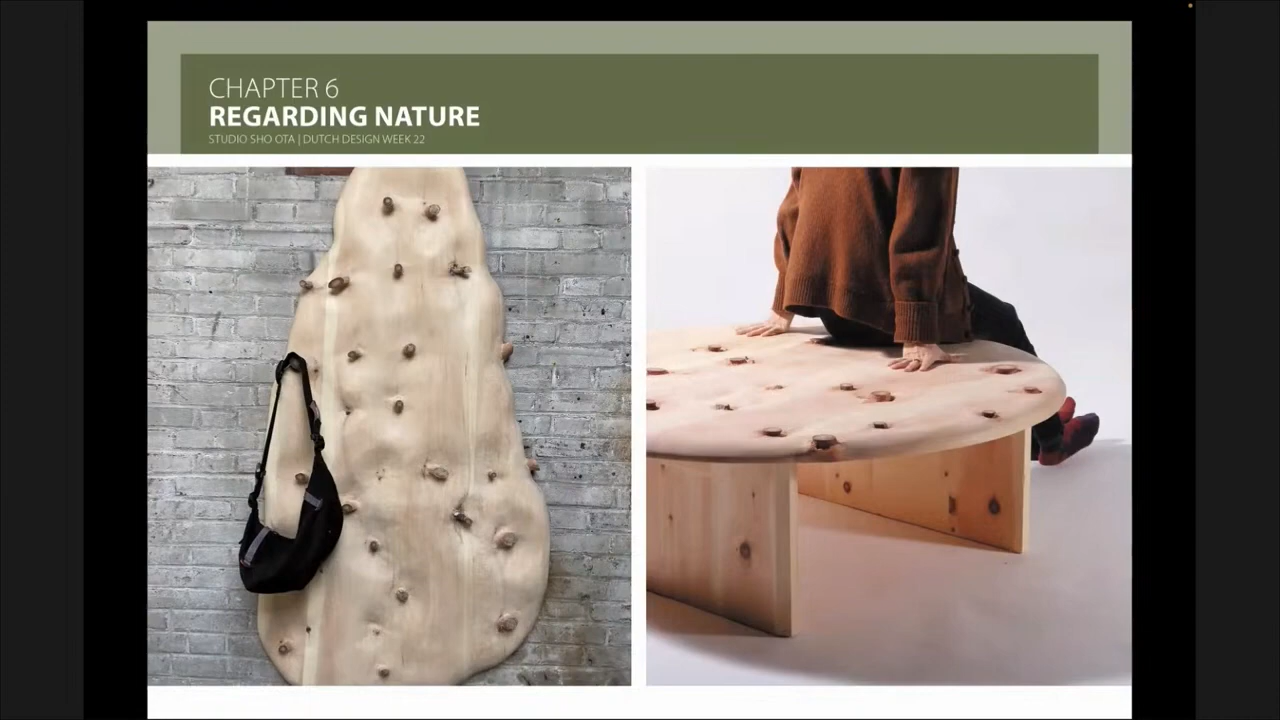 CHAPTER 6
REGARDING NATURE
STUDIO SHO OTA | DUTCH DESIGN WEEK 22